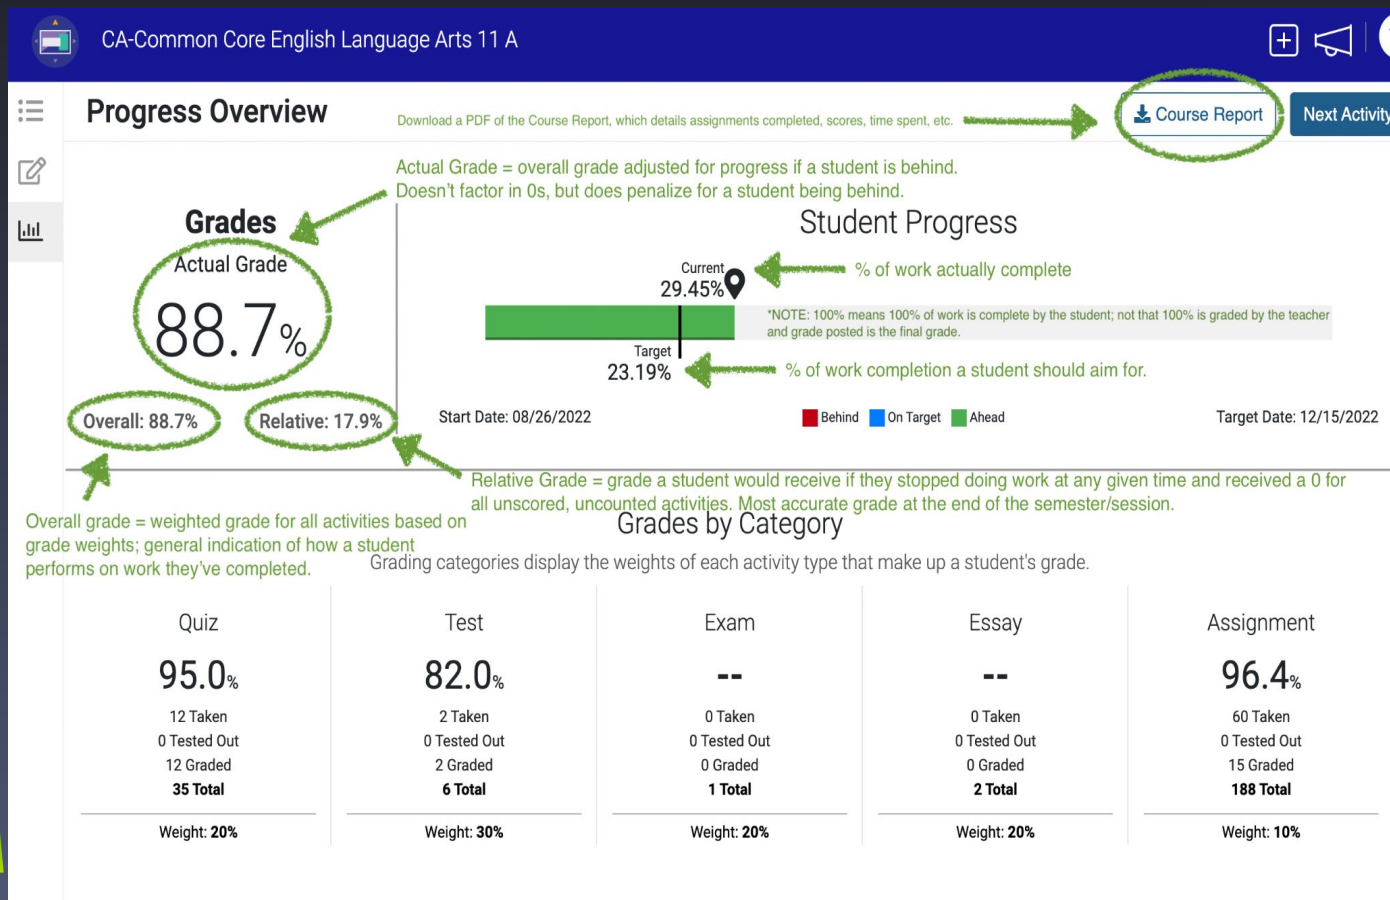 CA-Common Core English Language Arts 11 A
Progress Overview
Download a PDF of the Course Report, which details assignments completed, scores, time spent, etc.
Course Report
Next Activity
Actual Grade = overall grade adjusted for progress if a student is behind.
Doesn't factor in 0s, but does penalize for a student being behind.
Grades
Actual Grade
88.7%
Overall: 88.7%
Relative: 17.9%
Student Progress
Current
29.45%
% of work actually complete
*NOTE: 100% means 100% of work is complete by the student; not that 100% is graded by the teacher
and grade posted is the final grade.
Target
23.19%
% of work completion a student should aim for.
Start Date: 08/26/2022
Behind
On Target
Ahead
Target Date: 12/15/2022
Relative Grade = grade a student would receive if they stopped doing work at any given time and received a 0 for
all unscored, uncounted activities. Most accurate grade at the end of the semester/session.
Overall grade = weighted grade for all activities based on
grade weights; general indication of how a student
performs on work they've completed.
Grades by Category
Grading categories display the weights of each activity type that make up a student's grade.
Quiz
95.0%
12 Taken
0 Tested Out
12 Graded
35 Total
Weight: 20%
Test
82.0%
2 Taken
0 Tested Out
2 Graded
6 Total
Weight: 30%
Exam
--
0 Taken
0 Tested Out
0 Graded
1 Total
Weight: 20%
Essay
--
0 Taken
0 Tested Out
0 Graded
2 Total
Weight: 20%
Assignment
96.4%
60 Taken
0 Tested Out
15 Graded
188 Total
Weight: 10%